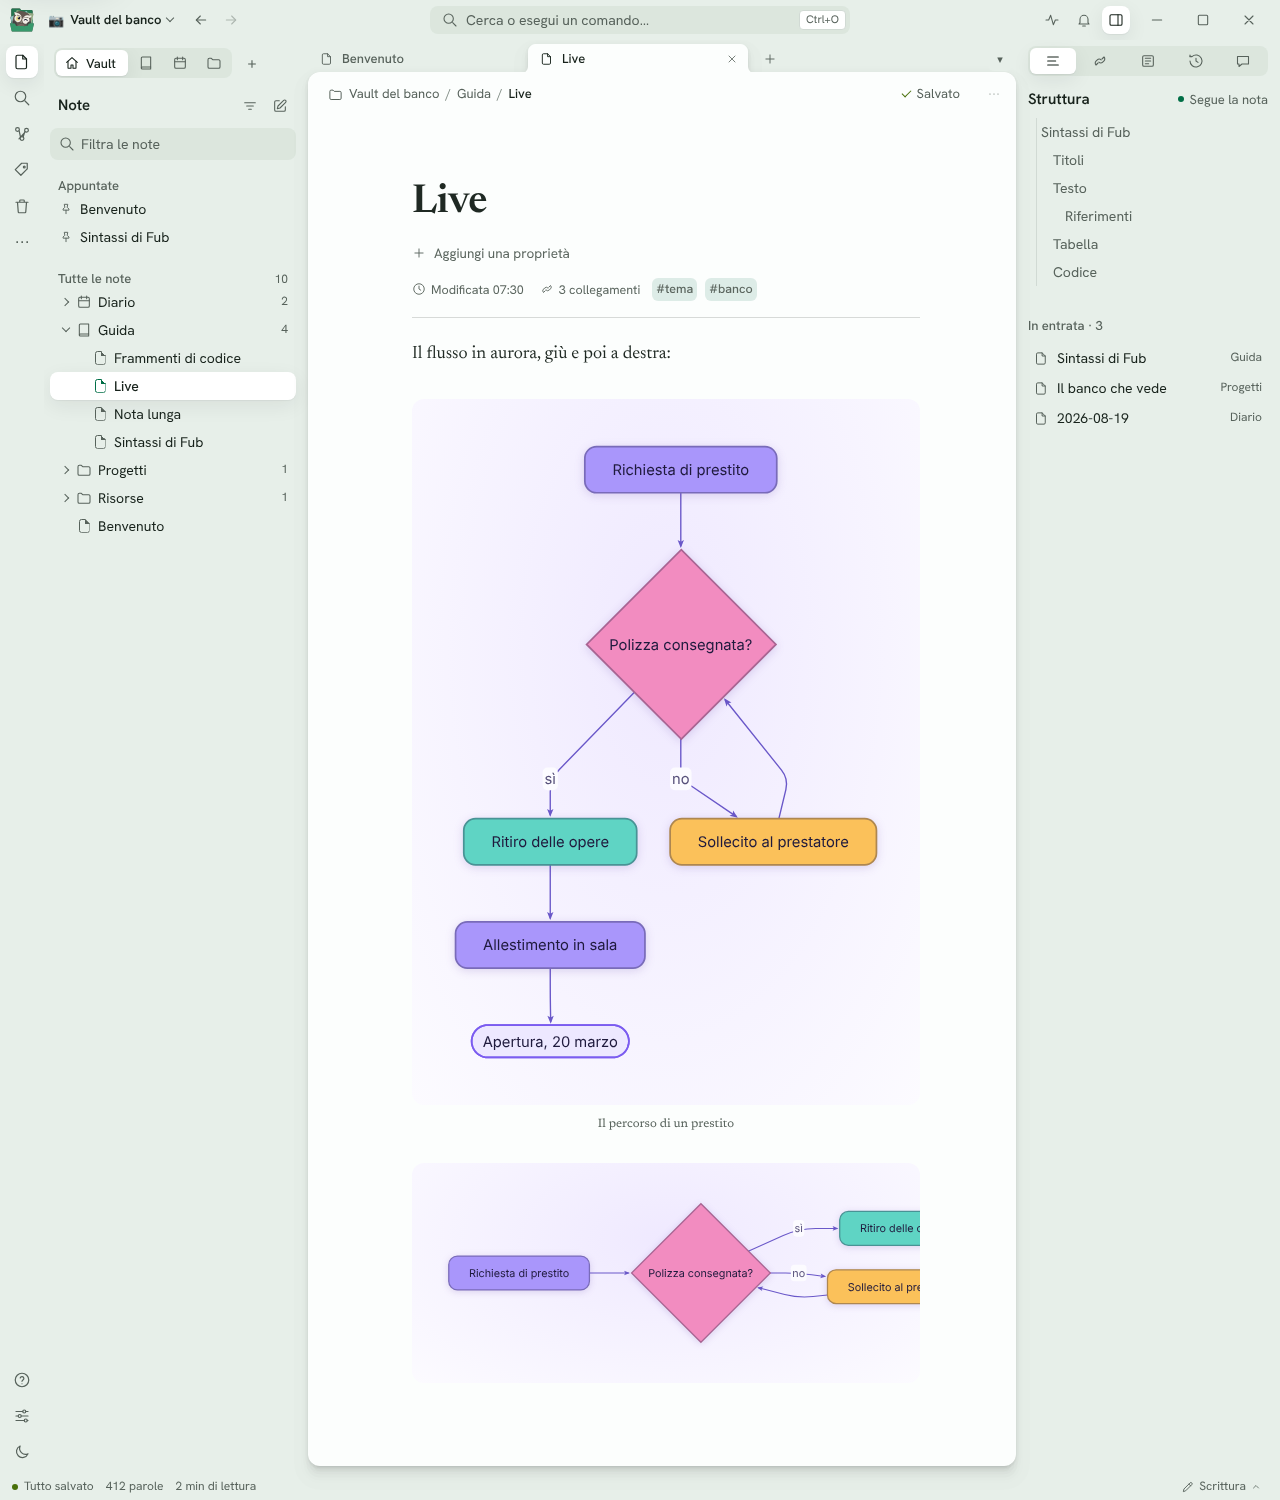 Vault del banco
Cerca o esegui un comando...
Ctrl+O
Vault
Note
Filtra le note
Appuntate
Benvenuto
Sintassi di Fub
Tutte le note 10
Diario 2
Guida 4
Frammenti di codice
Live
Nota lunga
Sintassi di Fub
Progetti 1
Risorse 1
Benvenuto
Benvenuto
Live
Vault del banco / Guida / Live
Salvato
Live
Aggiungi una proprietà
Modificata 07:30
3 collegamenti
#tema
#banco
Il flusso in aurora, giù e poi a destra:
Richiesta di prestito
Polizza consegnata?
sì
no
Ritiro delle opere
Sollecito al prestatore
Allestimento in sala
Apertura, 20 marzo
Il percorso di un prestito
Richiesta di prestito
Polizza consegnata?
sì
no
Ritiro delle
Sollecito al pre
Struttura
Segue la nota
Sintassi di Fub
Titoli
Testo
Riferimenti
Tabella
Codice
In entrata · 3
Sintassi di Fub Guida
Il banco che vede Progetti
2026-08-19 Diario
Tutto salvato
412 parole
2 min di lettura
Scrittura